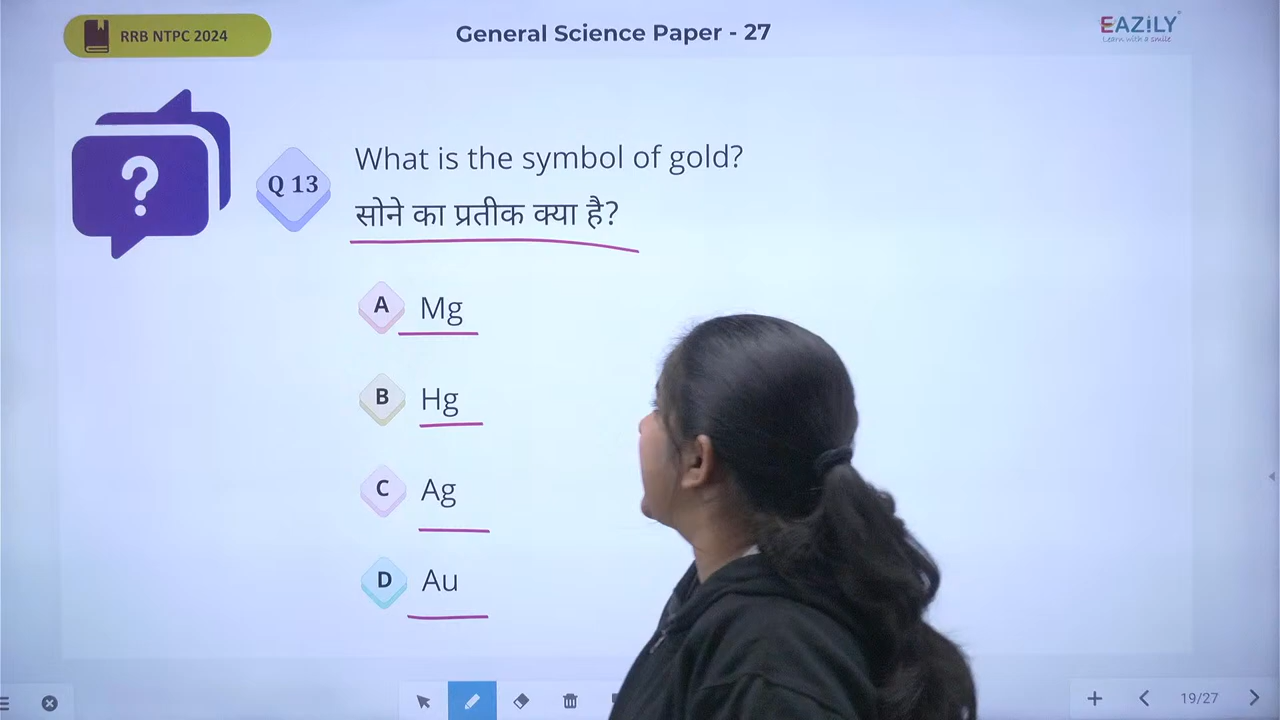 RRB NTPC 2024
General Science Paper - 27
EAZILY
Learn with a smile
?
Q 13
What is the symbol of gold?
सोने का प्रतीक क्या है?
A Mg
B Hg
C Ag
D Au
19/27